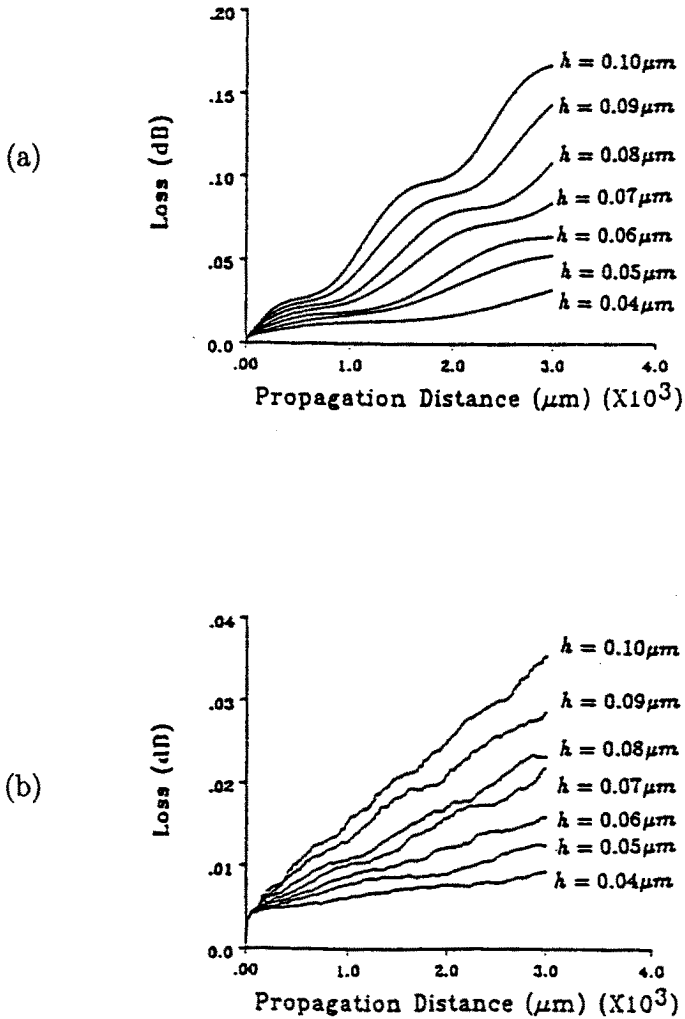 (a)
Loss (dB)
.20
.15
.10
.05
0.0
.00 1.0 2.0 3.0 4.0
Propagation Distance (μm) (X10³)
h = 0.10μm
h = 0.09μm
h = 0.08μm
h = 0.07μm
h = 0.06μm
h = 0.05μm
h = 0.04μm
(b)
Loss (dB)
.04
.03
.02
.01
0.0
.00 1.0 2.0 3.0 4.0
Propagation Distance (μm) (X10³)
h = 0.10μm
h = 0.09μm
h = 0.08μm
h = 0.07μm
h = 0.06μm
h = 0.05μm
h = 0.04μm